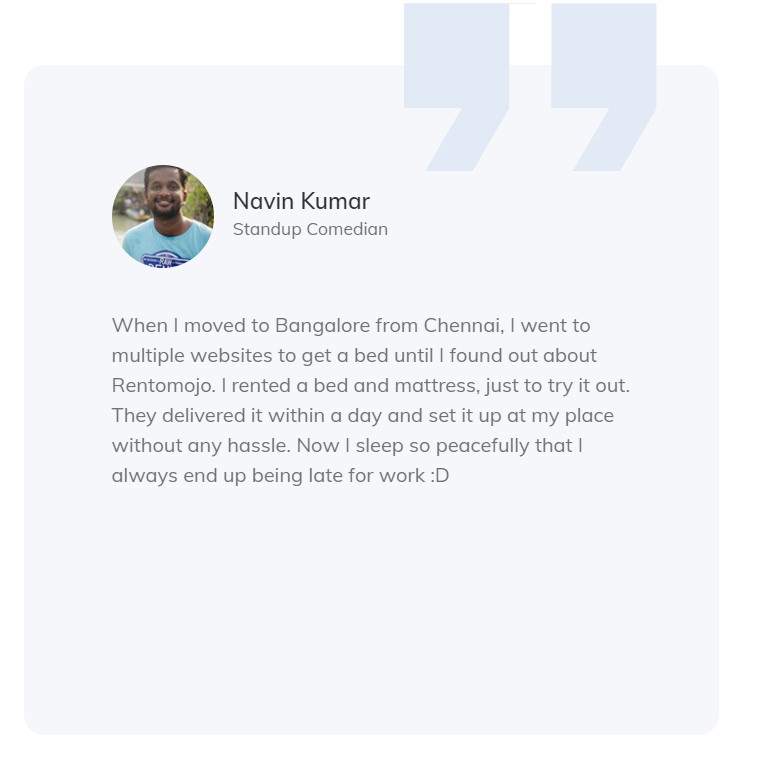 Navin Kumar
Standup Comedian
When I moved to Bangalore from Chennai, I went to
multiple websites to get a bed until I found out about
Rentomojo. I rented a bed and mattress, just to try it out.
They delivered it within a day and set it up at my place
without any hassle. Now I sleep so peacefully that I
always end up being late for work :D